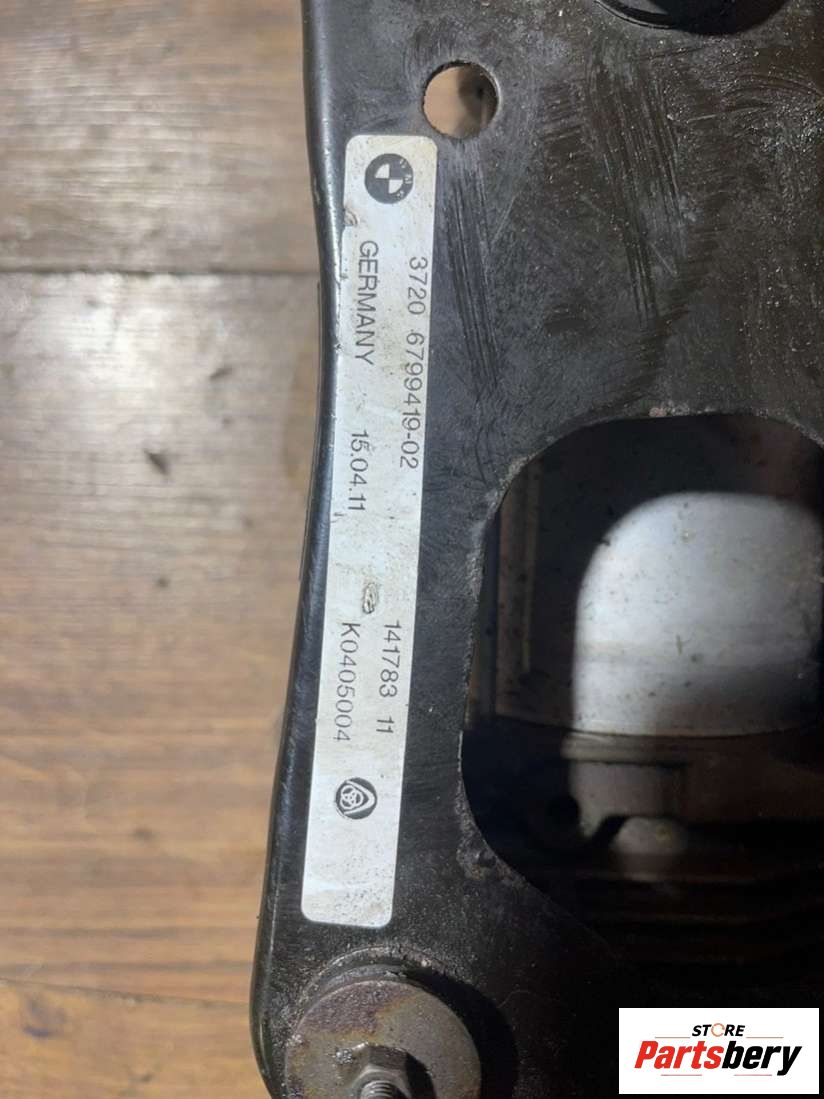 3720 6799419-02
GERMANY 15.04.11
141783 11
K0405004
STORE
Partsbery